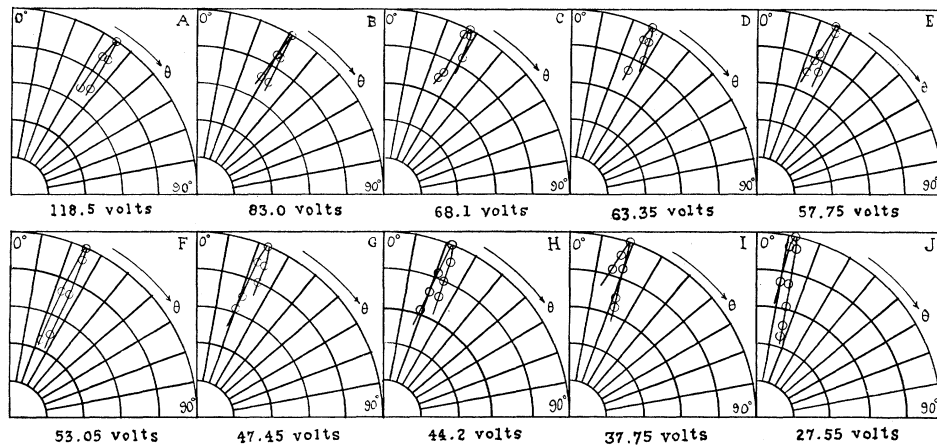 0° A θ 90°
0° B θ 90°
0° C θ 90°
0° D θ 90°
0° E θ 90°
118.5 volts 83.0 volts 68.1 volts 63.35 volts 57.75 volts
0° F θ 90°
0° G θ 90°
0° H θ 90°
0° I θ 90°
0° J θ 90°
53.05 volts 47.45 volts 44.2 volts 37.75 volts 27.55 volts